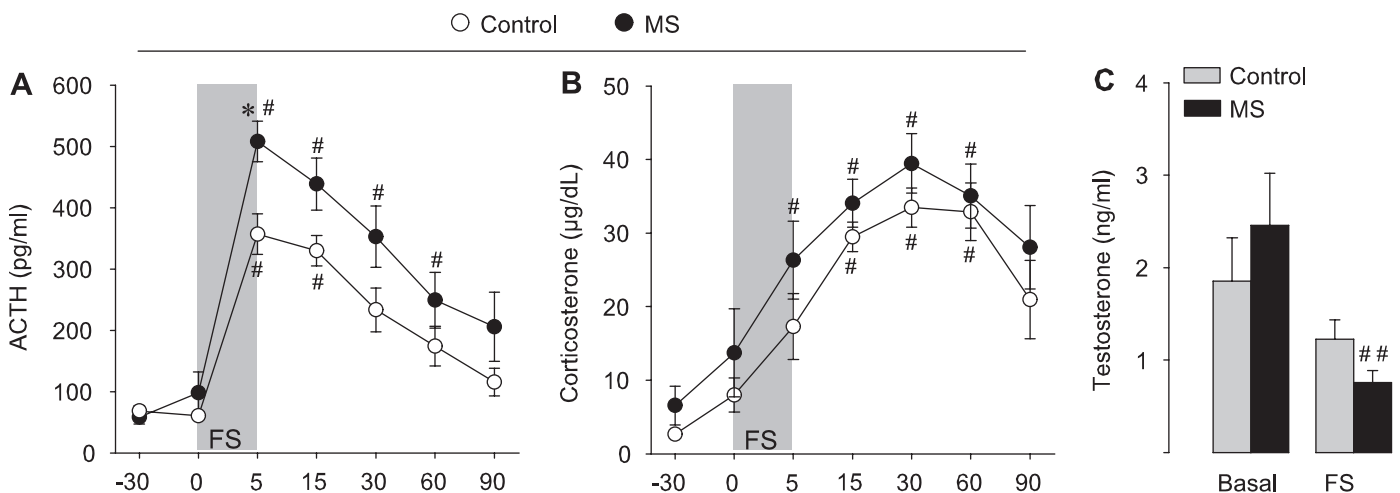 Control MS
A
600
500
400
300
200
100
0
ACTH (pg/ml)
* #
#
#
#
#
#
FS
-30 0 5 15 30 60 90
B
50
40
30
20
10
0
Corticosterone (µg/dL)
#
#
#
#
#
#
#
FS
-30 0 5 15 30 60 90
C
4
3
2
1
Testosterone (ng/ml)
Control
MS
# #
Basal FS